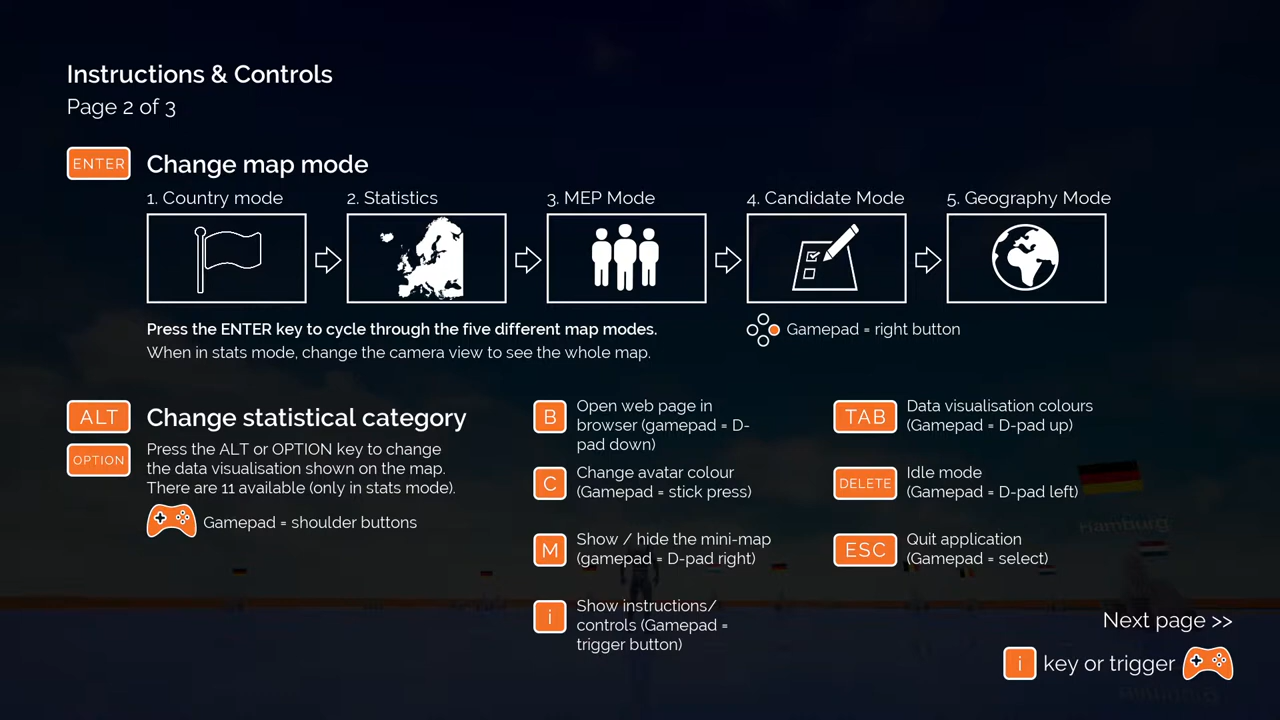 Instructions & Controls
Page 2 of 3
ENTER
Change map mode
1. Country mode
2. Statistics
3. MEP Mode
4. Candidate Mode
5. Geography Mode
Press the ENTER key to cycle through the five different map modes.
When in stats mode, change the camera view to see the whole map.
Gamepad = right button
ALT
OPTION
Change statistical category
Press the ALT or OPTION key to change
the data visualisation shown on the map.
There are 11 available (only in stats mode).
Gamepad = shoulder buttons
B
Open web page in
browser (gamepad = D-
pad down)
C
Change avatar colour
(Gamepad = stick press)
M
Show / hide the mini-map
(gamepad = D-pad right)
i
Show instructions/
controls (Gamepad =
trigger button)
TAB
Data visualisation colours
(Gamepad = D-pad up)
DELETE
Idle mode
(Gamepad = D-pad left)
ESC
Quit application
(Gamepad = select)
Hamburg
Next page >>
i
key or trigger